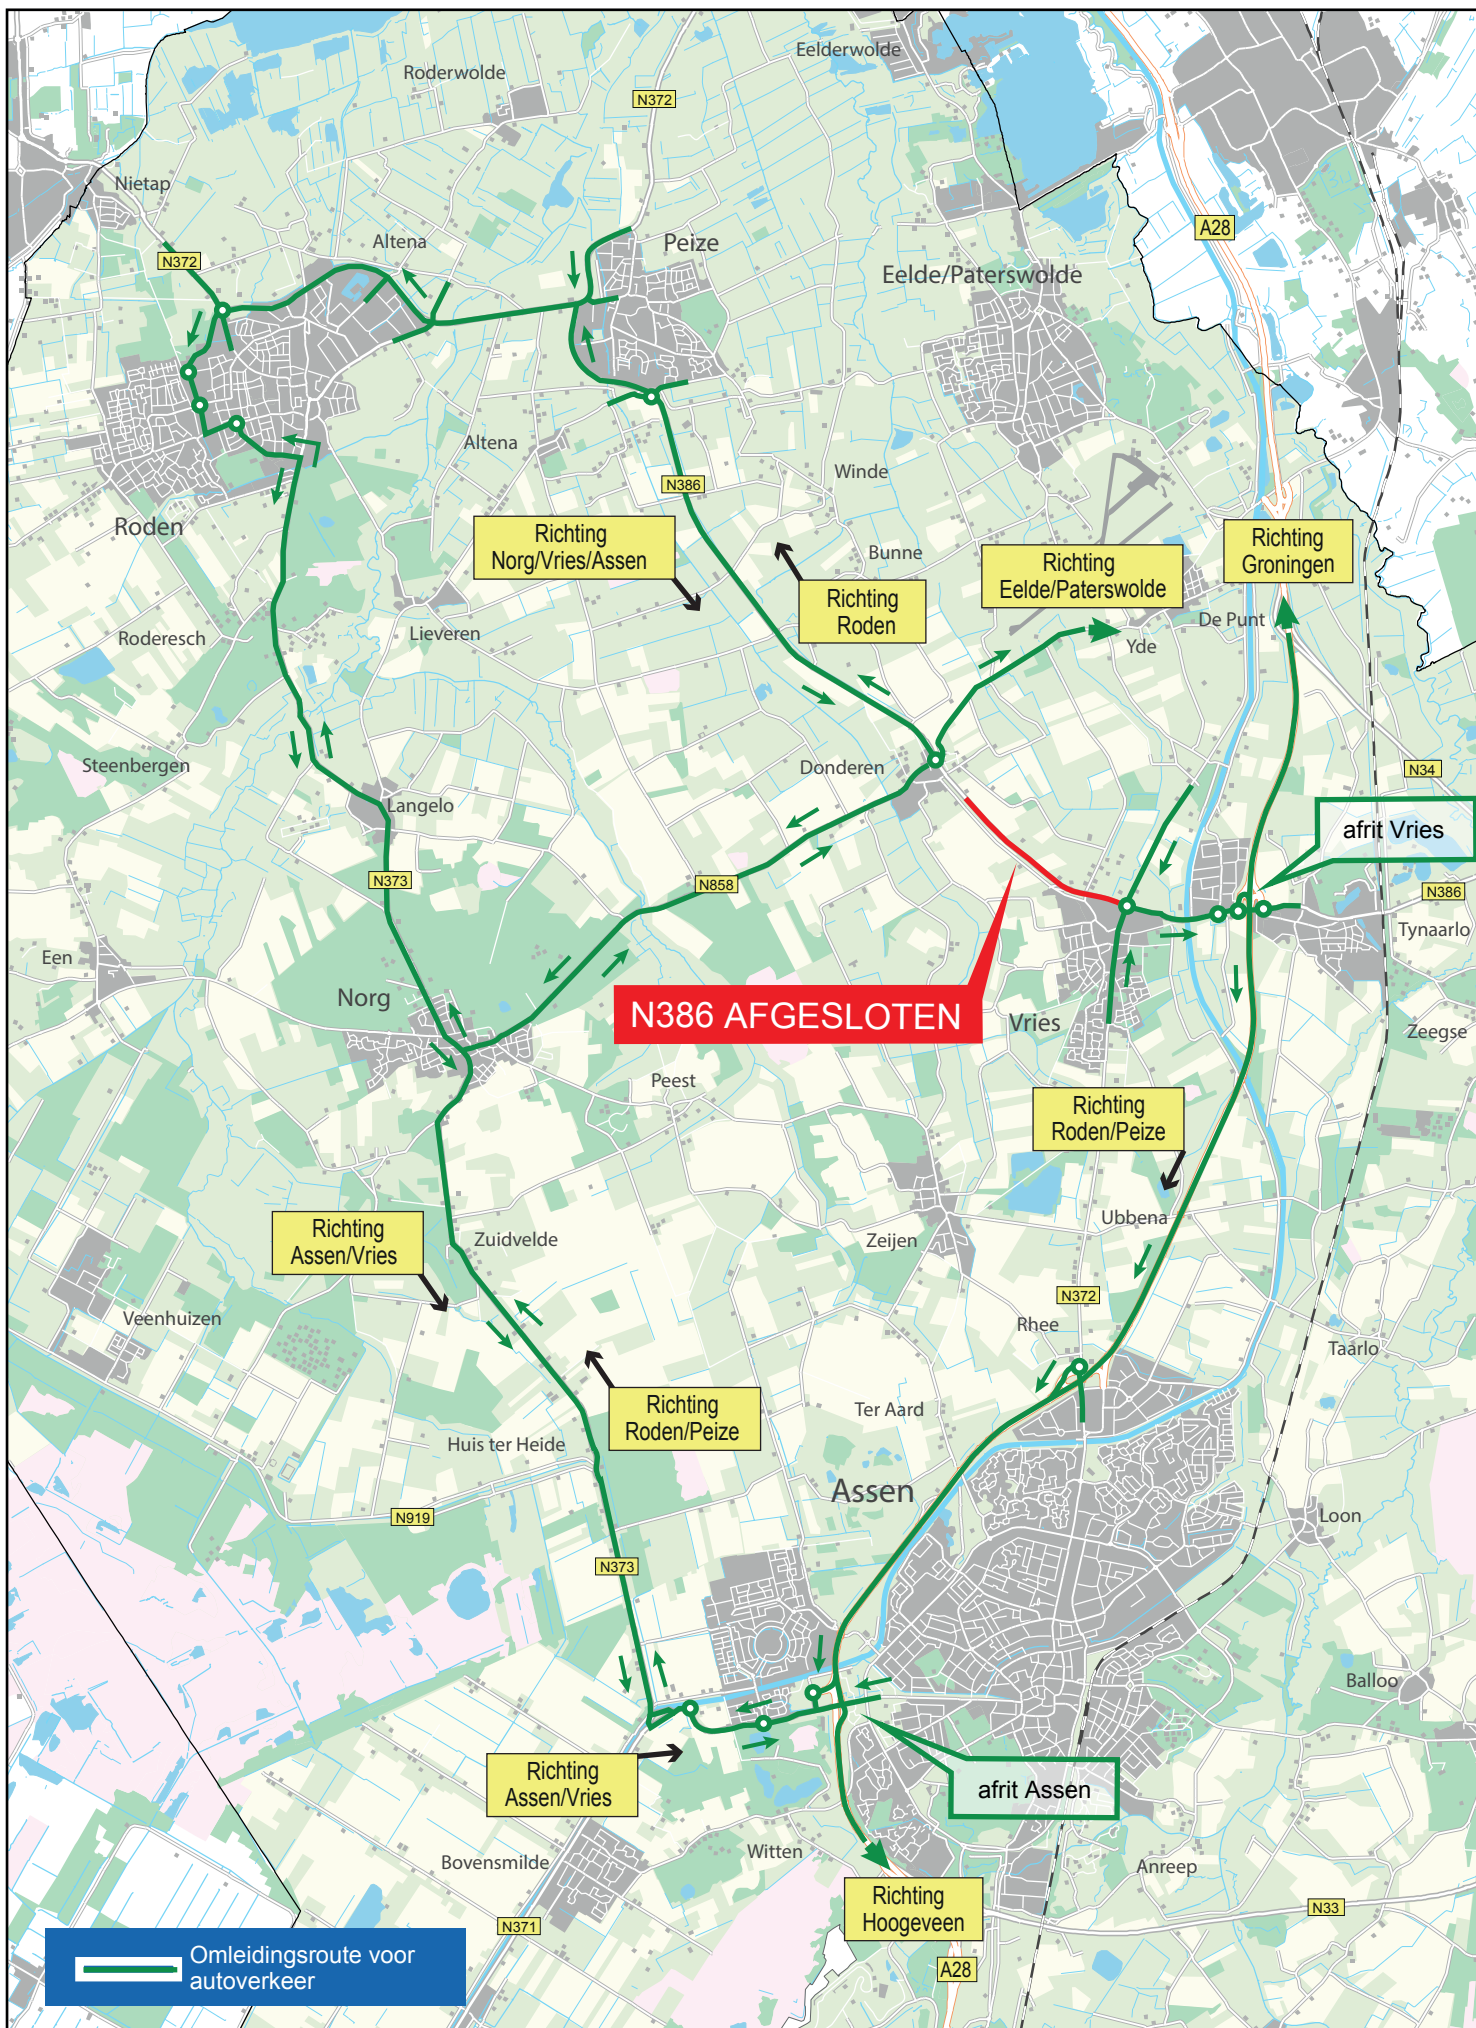 Eelderwolde
Roderwolde
N372
Nietap
A28
Altena
Peize
N372
Eelde/Paterswolde
Altena
Winde
N386
Roden
Richting
Norg/Vries/Assen
Bunne
Richting
Groningen
Richting
Eelde/Paterswolde
Richting
Roden
De Punt
Lieveren
Roderesch
Yde
Steenbergen
Donderen
N34
Langelo
afrit Vries
N373
N858
N386
Tynaarlo
Een
Norg
N386 AFGESLOTEN
Vries
Zeegse
Peest
Richting
Roden/Peize
Ubbena
Richting
Assen/Vries
Zuidvelde
Zeijen
N372
Veenhuizen
Rhee
Taarlo
Richting
Roden/Peize
Ter Aard
Huis ter Heide
Assen
N919
Loon
N373
Balloo
Richting
Assen/Vries
afrit Assen
Witten
Bovensmilde
Anreep
Richting
Hoogeveen
N33
N371
Omleidingsroute voor
autoverkeer
A28